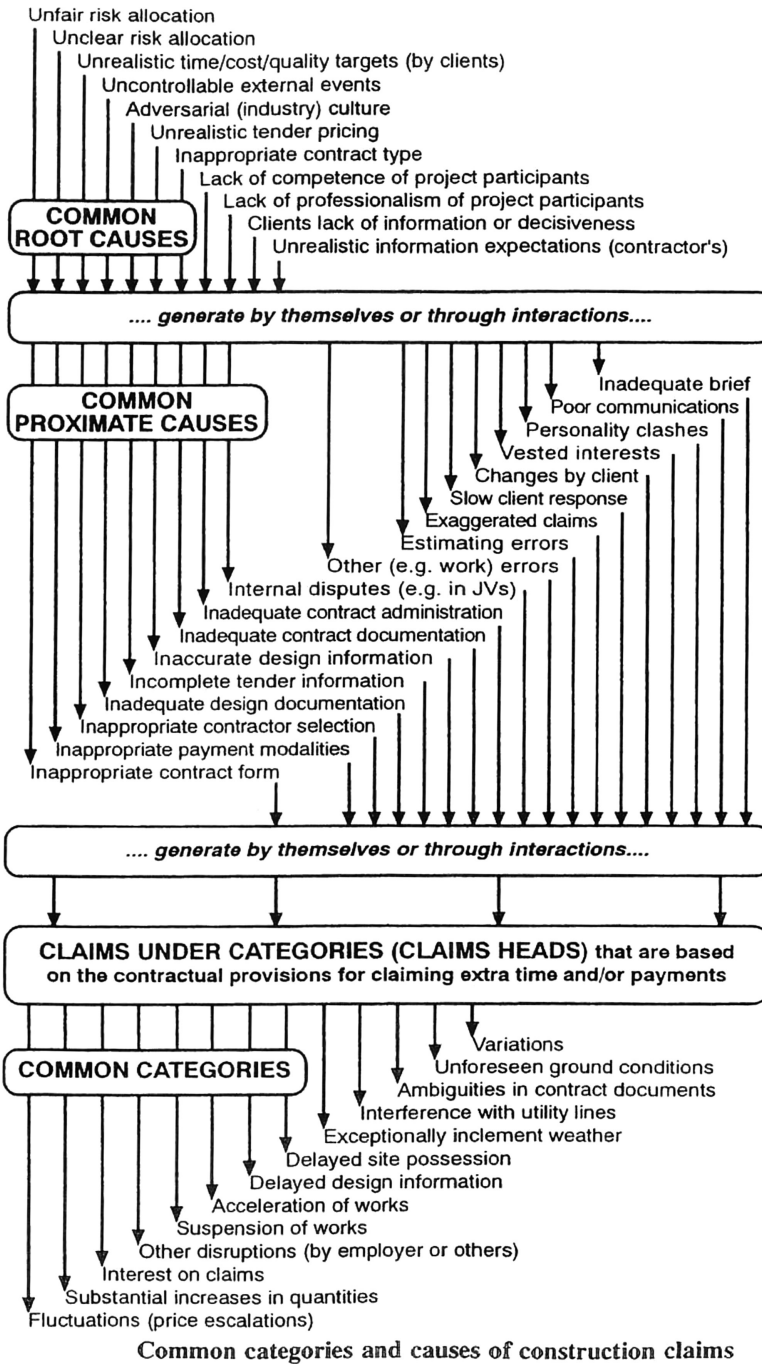 Unfair risk allocation
Unclear risk allocation
Unrealistic time/cost/quality targets (by clients)
Uncontrollable external events
Adversarial (industry) culture
Unrealistic tender pricing
Inappropriate contract type
Lack of competence of project participants
Lack of professionalism of project participants
Clients lack of information or decisiveness
Unrealistic information expectations (contractor's)
COMMON
ROOT CAUSES
.... generate by themselves or through interactions....
COMMON
PROXIMATE CAUSES
Inadequate brief
Poor communications
Personality clashes
Vested interests
Changes by client
Slow client response
Exaggerated claims
Estimating errors
Other (e.g. work) errors
Internal disputes (e.g. in JVs)
Inadequate contract administration
Inadequate contract documentation
Inaccurate design information
Incomplete tender information
Inadequate design documentation
Inappropriate contractor selection
Inappropriate payment modalities
Inappropriate contract form
.... generate by themselves or through interactions....
CLAIMS UNDER CATEGORIES (CLAIMS HEADS) that are based
on the contractual provisions for claiming extra time and/or payments
COMMON CATEGORIES
Variations
Unforeseen ground conditions
Ambiguities in contract documents
Interference with utility lines
Exceptionally inclement weather
Delayed site possession
Delayed design information
Acceleration of works
Suspension of works
Other disruptions (by employer or others)
Interest on claims
Substantial increases in quantities
Fluctuations (price escalations)
Common categories and causes of construction claims